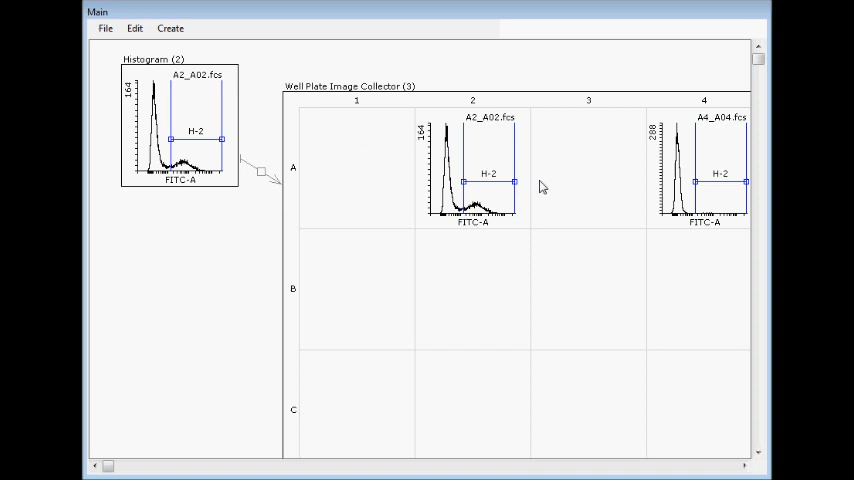 Main
File Edit Create
Histogram (2)
A2_A02.fcs
164
H-2
FITC-A
Well Plate Image Collector (3)
1 2 3 4
A
A2_A02.fcs
164
H-2
FITC-A
A4_A04.fcs
288
H-2
FITC-A
B
C